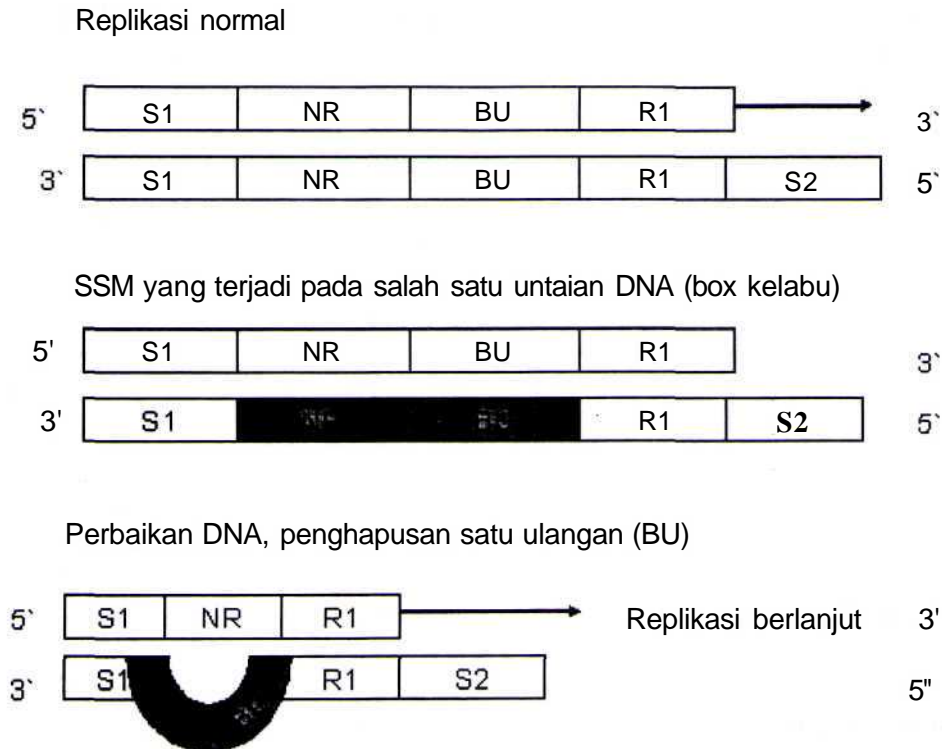 Replikasi normal
5` S1 NR BU R1 3`
3` S1 NR BU R1 S2 5`
SSM yang terjadi pada salah satu untaian DNA (box kelabu)
5' S1 NR BU R1 3`
3' S1 R1 S2 5`
Perbaikan DNA, penghapusan satu ulangan (BU)
5` S1 NR R1 Replikasi berlanjut 3'
3` S1 R1 S2 5"